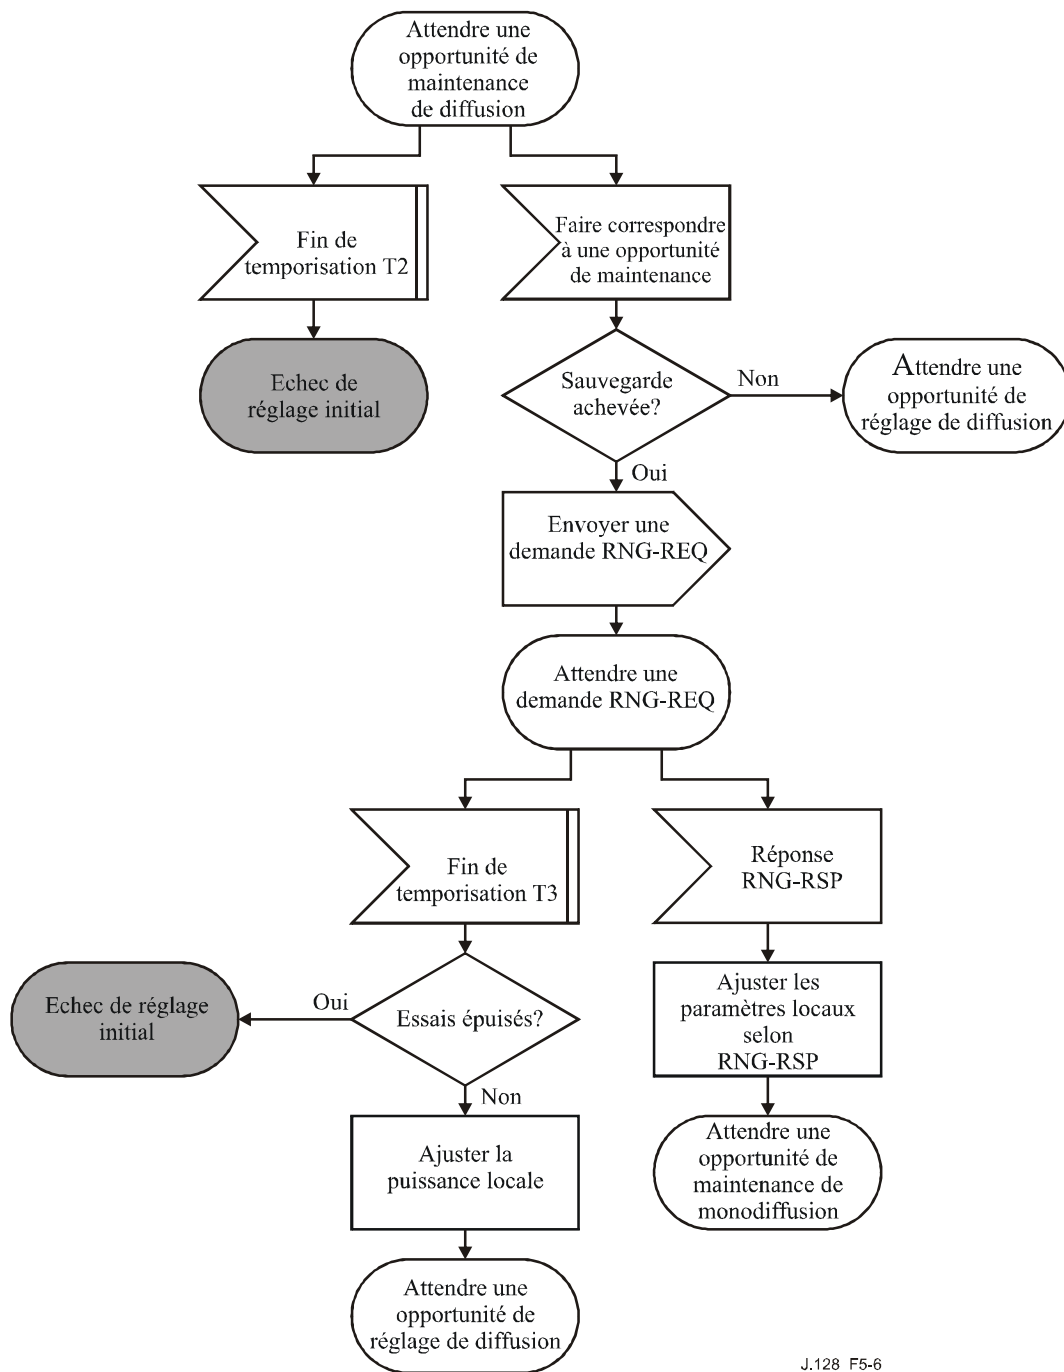 Attendre une
opportunité de
maintenance
de diffusion
Fin de
temporisation T2
Faire correspondre
à une opportunité
de maintenance
Echec de
réglage initial
Sauvegarde
achevée?
Non
Attendre une
opportunité de
réglage de diffusion
Oui
Envoyer une
demande RNG-REQ
Attendre une
demande RNG-REQ
Fin de
temporisation T3
Réponse
RNG-RSP
Echec de réglage
initial
Oui
Essais épuisés?
Ajuster les
paramètres locaux
selon
RNG-RSP
Non
Ajuster la
puissance locale
Attendre une
opportunité de
maintenance de
monodiffusion
Attendre une
opportunité de
réglage de diffusion
J.128 F5-6